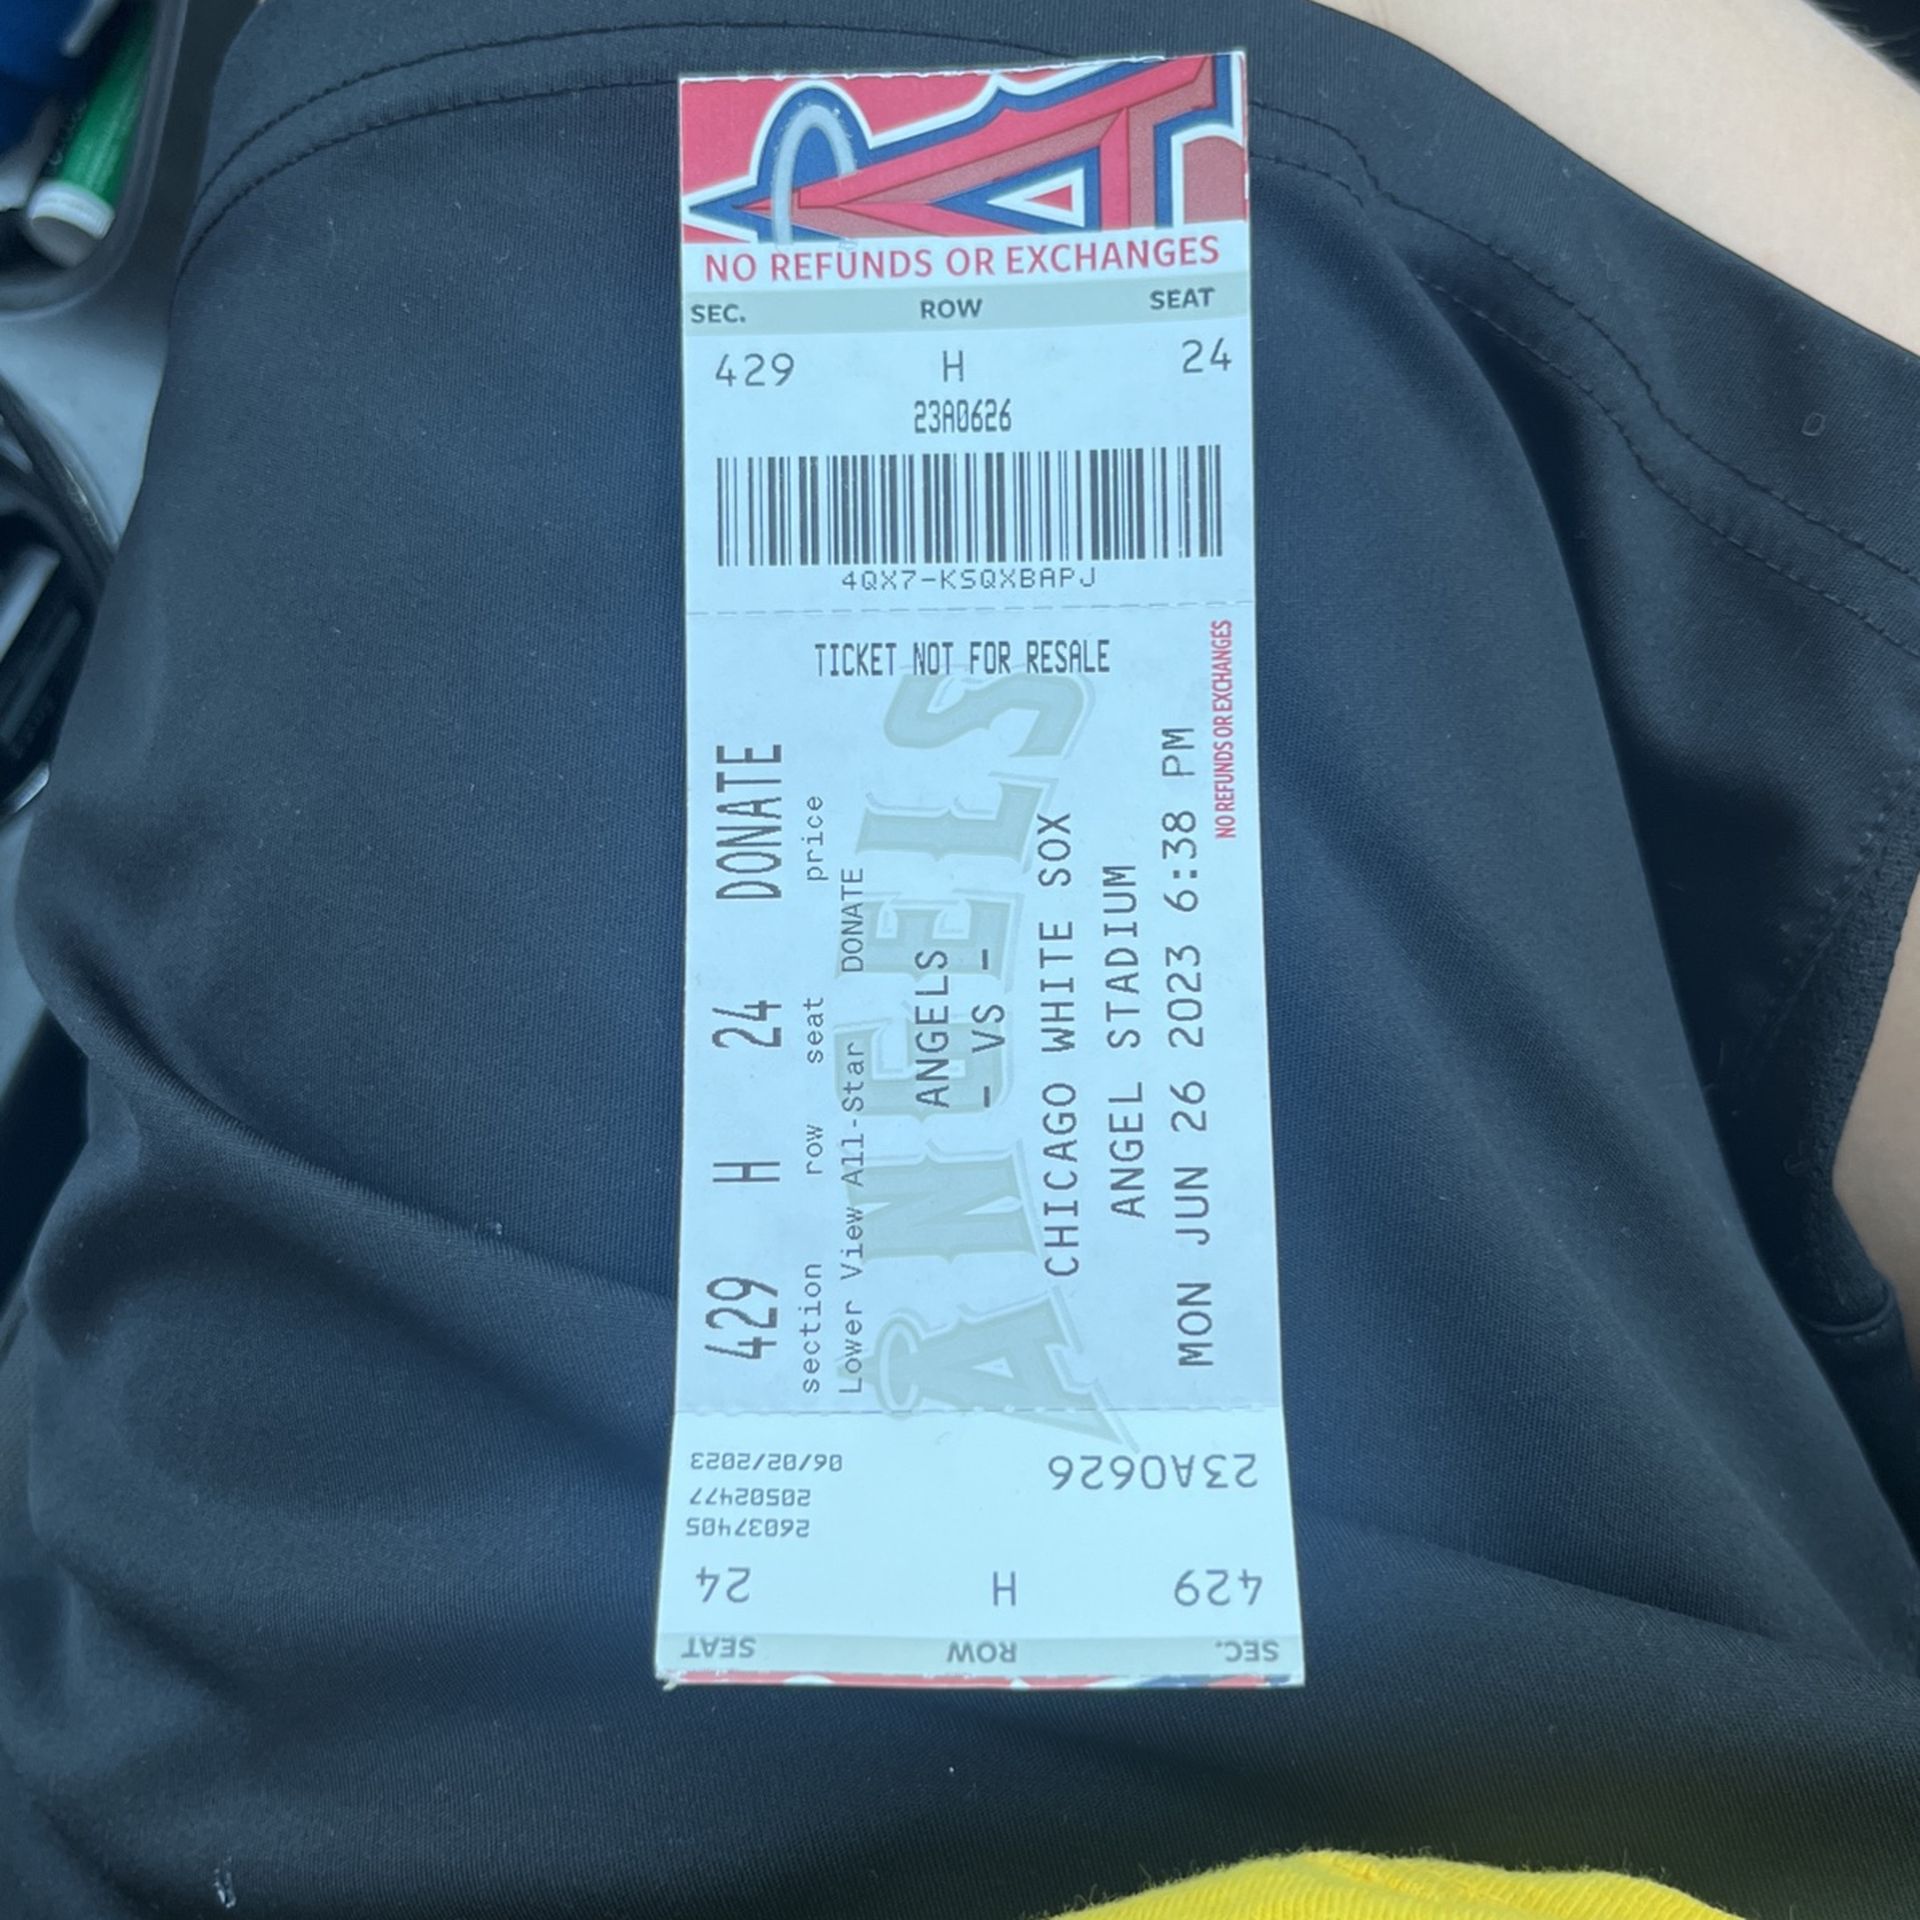 NO REFUNDS OR EXCHANGES
SEC. ROW SEAT
429 H 24
23A0626
4QX7-KSQXBAPJ
TICKET NOT FOR RESALE
NO REFUNDS OR EXCHANGES
429 H 24 DONATE
section row seat price
Lower View All-Star DONATE
ANGELS
ANGELS
- VS -
CHICAGO WHITE SOX
ANGEL STADIUM
MON JUN 26 2023 6:38 PM
SEC. ROW SEAT
429 H 24
26037405
20502477
23A0626 06/02/2023